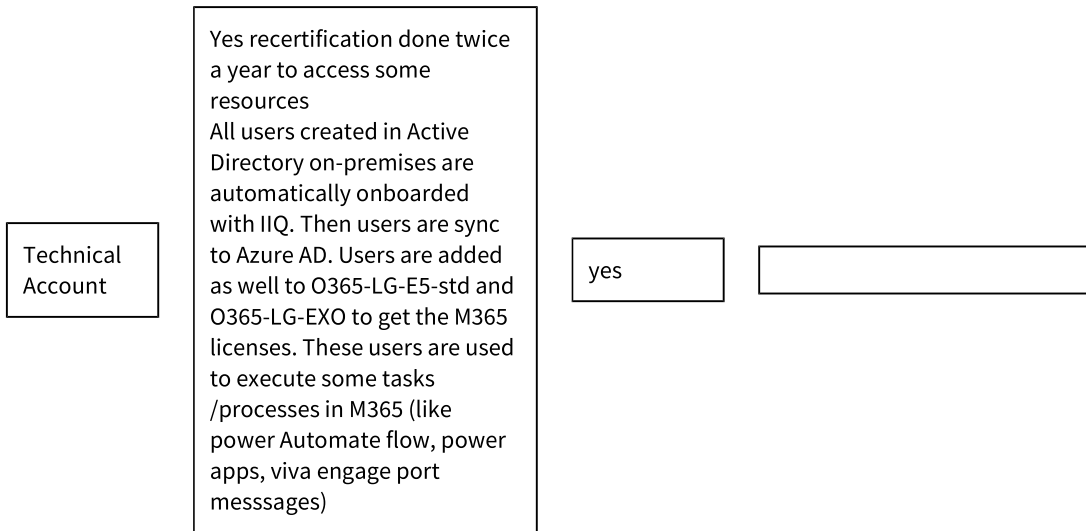 Technical
Account
Yes recertification done twice
a year to access some
resources
All users created in Active
Directory on-premises are
automatically onboarded
with IIQ. Then users are sync
to Azure AD. Users are added
as well to O365-LG-E5-std and
O365-LG-EXO to get the M365
licenses. These users are used
to execute some tasks
/processes in M365 (like
power Automate flow, power
apps, viva engage port
messsages)
yes